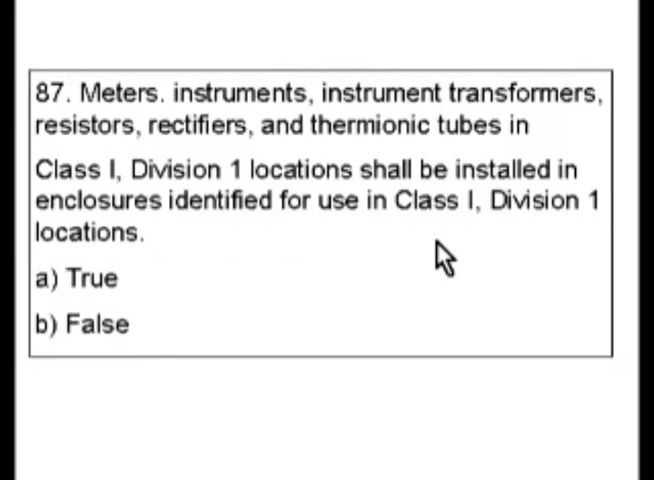 87. Meters. instruments, instrument transformers,
resistors, rectifiers, and thermionic tubes in
Class I, Division 1 locations shall be installed in
enclosures identified for use in Class I, Division 1
locations.
a) True
b) False